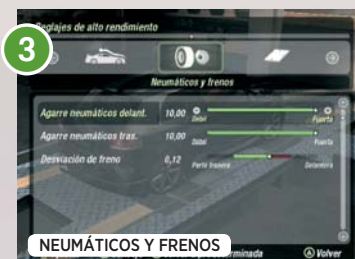 Reglajes de alto rendimiento
3
Neumáticos y frenos
Agarre neumáticos delant. 10,00 Débil Fuerte
Agarre neumáticos tras. 10,00 Débil Fuerte
Desviación de freno 0,12 Parte trasera Delantera
NEUMÁTICOS Y FRENOS
A Volver